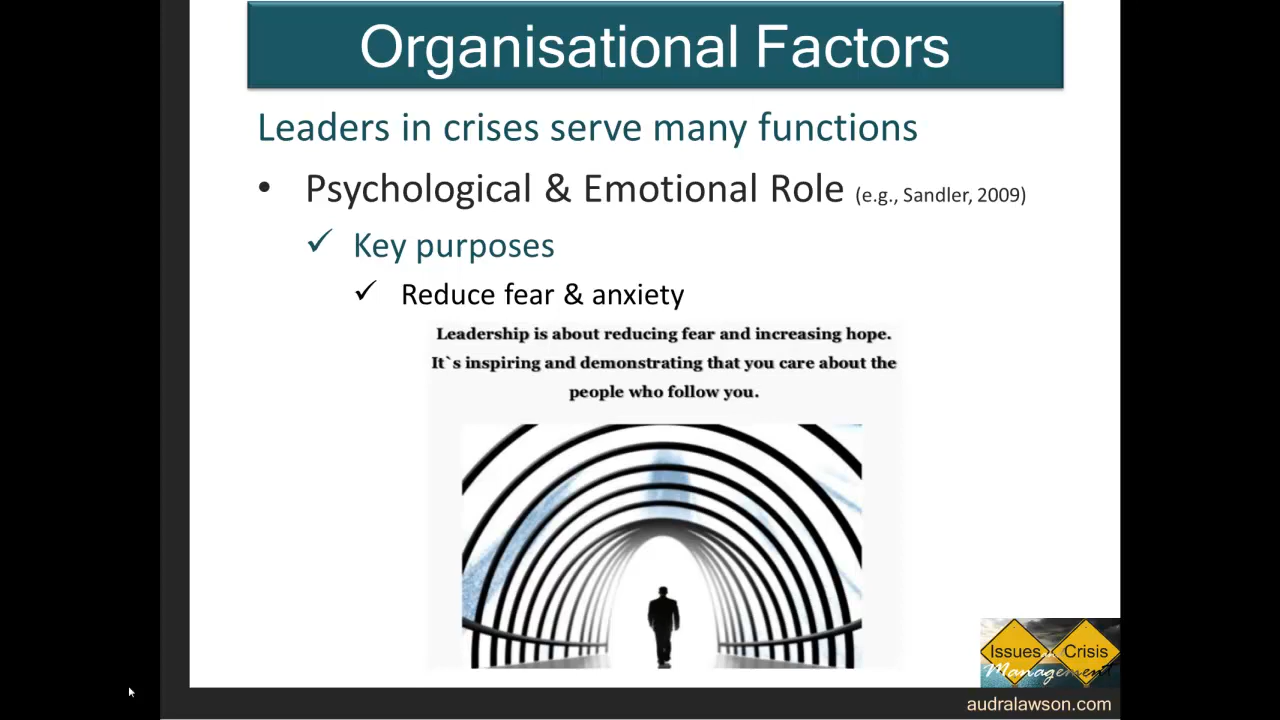 Organisational Factors
Leaders in crises serve many functions
• Psychological & Emotional Role (e.g., Sandler, 2009)
✓ Key purposes
✓ Reduce fear & anxiety
Leadership is about reducing fear and increasing hope.
It`s inspiring and demonstrating that you care about the
people who follow you.
Issues Crisis
Management
audralawson.com